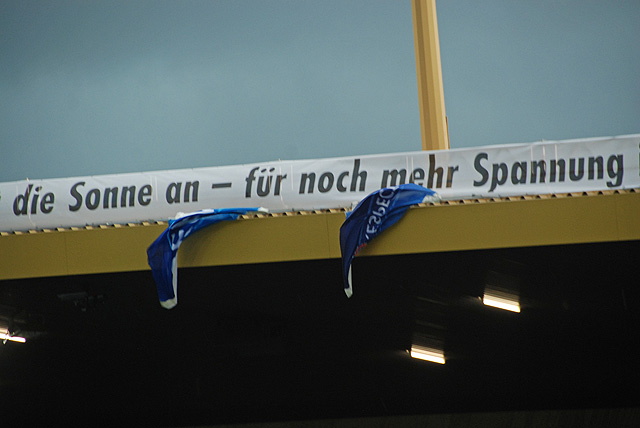 die Sonne an – für noch mehr Spannung